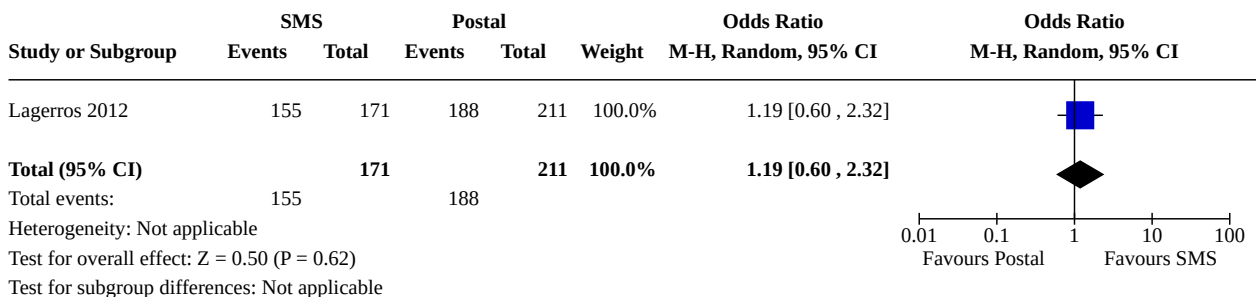 SMS Postal Odds Ratio Odds Ratio
Study or Subgroup Events Total Events Total Weight M-H, Random, 95% CI M-H, Random, 95% CI
Lagerros 2012 155 171 188 211 100.0% 1.19 [0.60 , 2.32]
Total (95% CI) 171 211 100.0% 1.19 [0.60 , 2.32]
Total events: 155 188
Heterogeneity: Not applicable
Test for overall effect: Z = 0.50 (P = 0.62)
Test for subgroup differences: Not applicable
0.01 0.1 1 10 100
Favours Postal Favours SMS